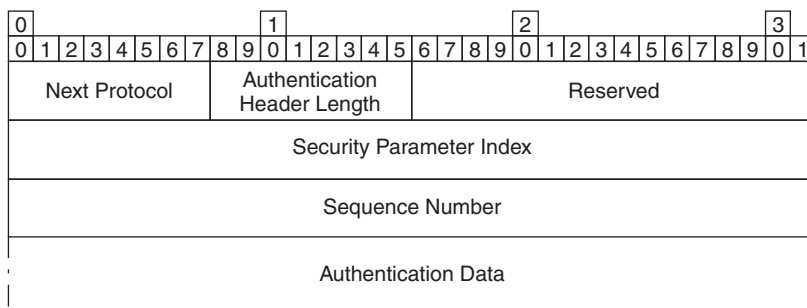 0 1 2 3
0 1 2 3 4 5 6 7 8 9 0 1 2 3 4 5 6 7 8 9 0 1 2 3 4 5 6 7 8 9 0 1
Next Protocol
Authentication
Header Length
Reserved
Security Parameter Index
Sequence Number
Authentication Data